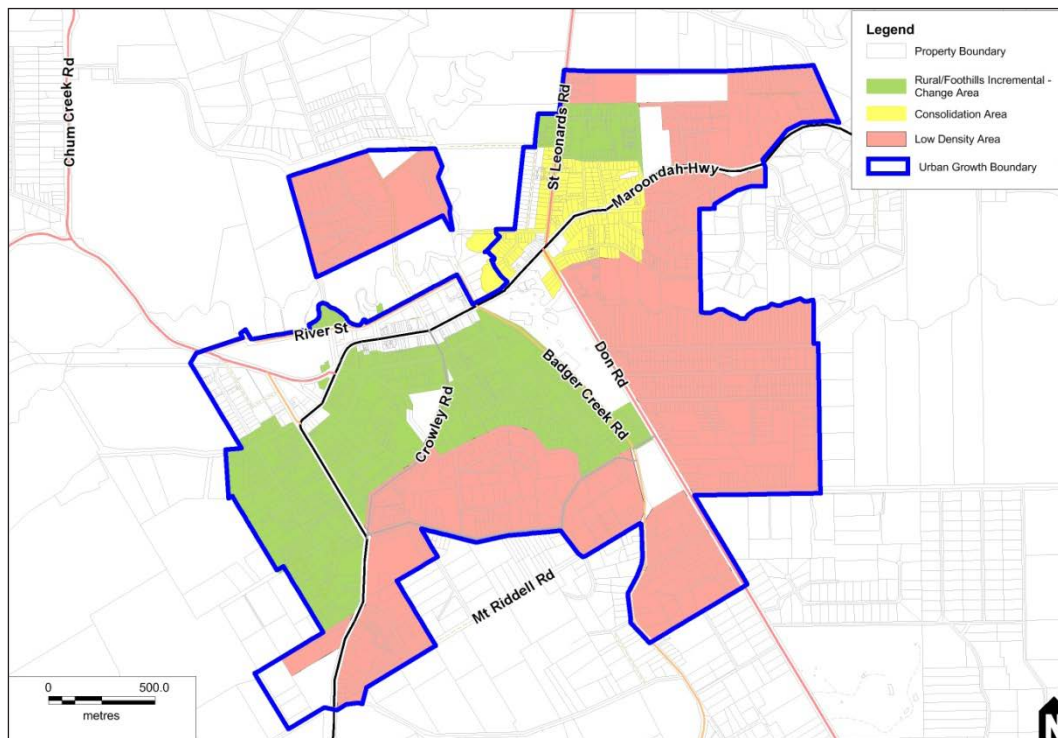 Legend
Property Boundary
Rural/Foothills Incremental -
Change Area
Consolidation Area
Low Density Area
Urban Growth Boundary
Chum Creek Rd
St Leonards Rd
Maroondah Hwy
River St
Don Rd
Badger Creek Rd
Crowley Rd
Mt Riddell Rd
0 500.0
metres
N